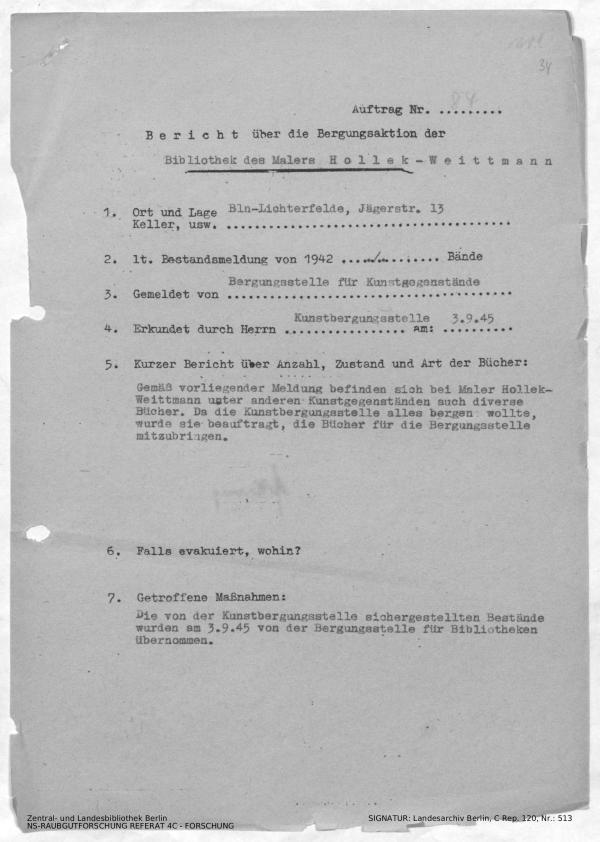 34
Auftrag Nr. 84.........
B e r i c h t über die Bergungsaktion der
Bibliothek des Malers H o l l e k - W e i t t m a n n
1. Ort und Lage Bln-Lichterfelde, Jägerstr. 13
Keller, usw. ......................................
2. lt. Bestandsmeldung von 1942 ....../......... Bände
Bergungsstelle für Kunstgegenstände
3. Gemeldet von ......................................
Kunstbergungsstelle 3.9.45
4. Erkundet durch Herrn ................ am: ..........
5. Kurzer Bericht über Anzahl, Zustand und Art der Bücher:
Gemäß vorliegender Meldung befinden sich bei Maler Hollek-
Weittmann unter anderen Kunstgegenständen auch diverse
Bücher. Da die Kunstbergungsstelle alles bergen wollte,
wurde sie beauftragt, die Bücher für die Bergungsstelle
mitzubringen.
6. Falls evakuiert, wohin?
7. Getroffene Maßnahmen:
Die von der Kunstbergungsstelle sichergestellten Bestände
wurden am 3.9.45 von der Bergungsstelle für Bibliotheken
übernommen.
Zentral- und Landesbibliothek Berlin
NS-RAUBGUTFORSCHUNG REFERAT 4C - FORSCHUNG
SIGNATUR: Landesarchiv Berlin, C Rep. 120, Nr.: 513